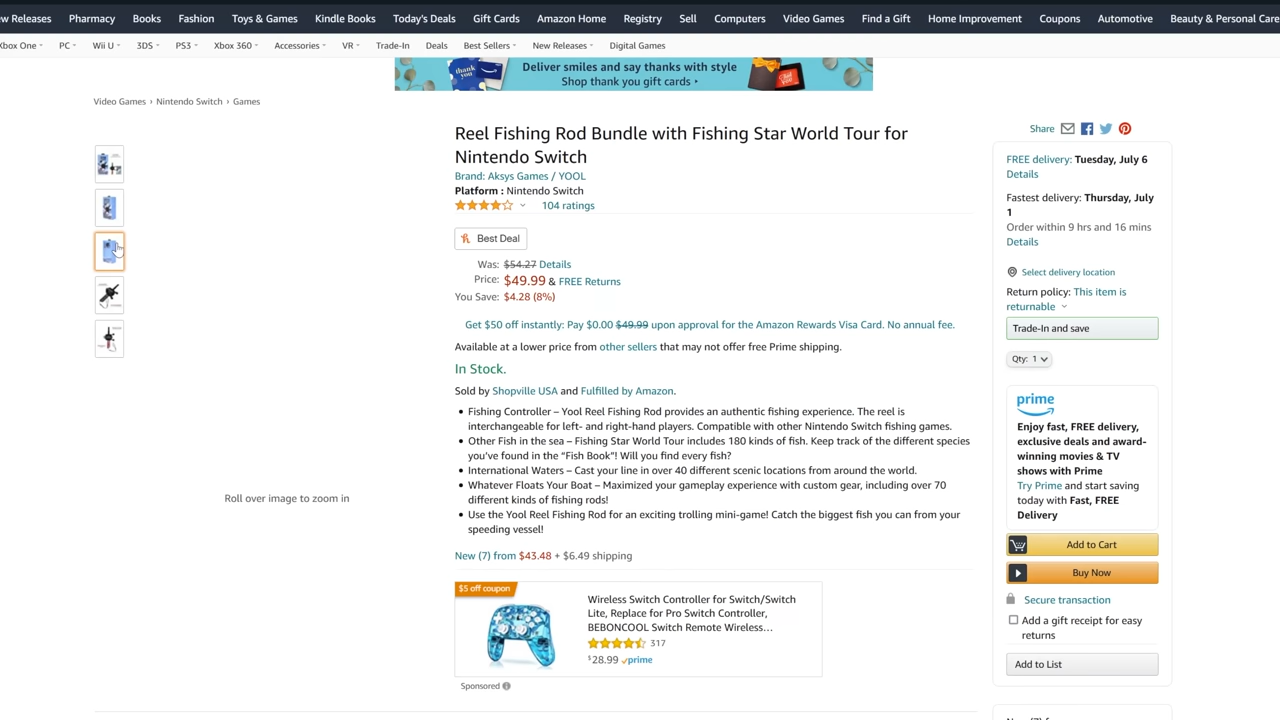 w Releases Pharmacy Books Fashion Toys & Games Kindle Books Today's Deals Gift Cards Amazon Home Registry Sell Computers Video Games Find a Gift Home Improvement Coupons Automotive Beauty & Personal Care
Xbox One PC Wii U 3DS PS3 Xbox 360 Accessories VR Trade-In Deals Best Sellers New Releases Digital Games
thank you
Deliver smiles and say thanks with style
Shop thank you gift cards ›
Video Games › Nintendo Switch › Games
Reel Fishing Rod Bundle with Fishing Star World Tour for
Nintendo Switch
Brand: Aksys Games / YOOL
Platform : Nintendo Switch
104 ratings
Best Deal
Was: $54.27 Details
Price: $49.99 & FREE Returns
You Save: $4.28 (8%)
Get $50 off instantly: Pay $0.00 $49.99 upon approval for the Amazon Rewards Visa Card. No annual fee.
Available at a lower price from other sellers that may not offer free Prime shipping.
In Stock.
Sold by Shopville USA and Fulfilled by Amazon.
• Fishing Controller – Yool Reel Fishing Rod provides an authentic fishing experience. The reel is
interchangeable for left- and right-hand players. Compatible with other Nintendo Switch fishing games.
• Other Fish in the sea – Fishing Star World Tour includes 180 kinds of fish. Keep track of the different species
you've found in the “Fish Book”! Will you find every fish?
• International Waters – Cast your line in over 40 different scenic locations from around the world.
• Whatever Floats Your Boat – Maximized your gameplay experience with custom gear, including over 70
different kinds of fishing rods!
• Use the Yool Reel Fishing Rod for an exciting trolling mini-game! Catch the biggest fish you can from your
speeding vessel!
New (7) from $43.48 + $6.49 shipping
$5 off coupon
Wireless Switch Controller for Switch/Switch
Lite, Replace for Pro Switch Controller,
BEBONCOOL Switch Remote Wireless...
317
$28.99 prime
Sponsored
Roll over image to zoom in
Share
FREE delivery: Tuesday, July 6
Details
Fastest delivery: Thursday, July
1
Order within 9 hrs and 16 mins
Details
Select delivery location
Return policy: This item is
returnable
Trade-In and save
Qty: 1
prime
Enjoy fast, FREE delivery,
exclusive deals and award-
winning movies & TV
shows with Prime
Try Prime and start saving
today with Fast, FREE
Delivery
Add to Cart
Buy Now
Secure transaction
Add a gift receipt for easy
returns
Add to List